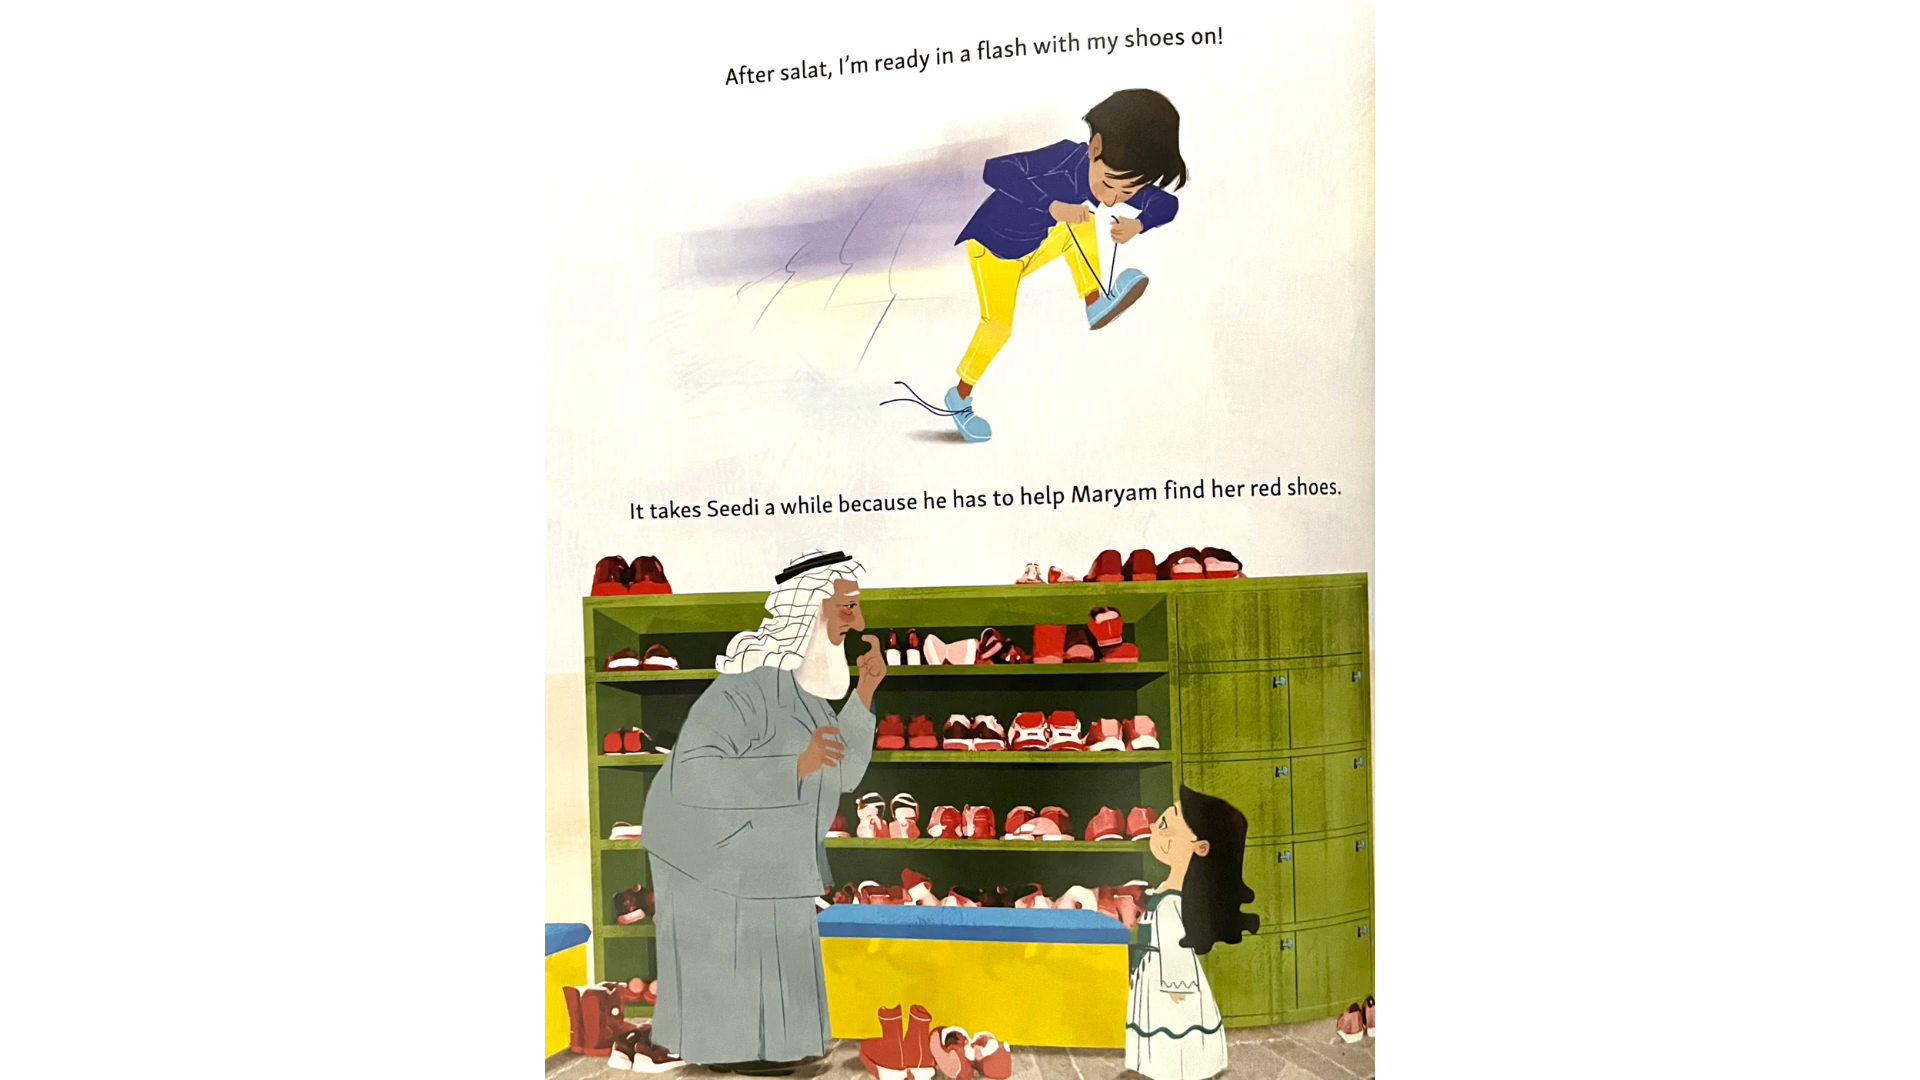 After salat, I'm ready in a flash with my shoes on!
It takes Seedi a while because he has to help Maryam find her red shoes.